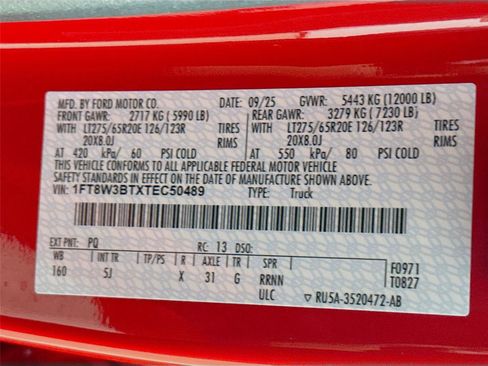 MFD. BY FORD MOTOR CO. DATE: 09/25 GVWR: 5443 KG (12000 LB)
FRONT GAWR: 2717 KG (5990 LB) REAR GAWR: 3279 KG (7230 LB)
WITH LT275/65R20E 126/123R TIRES WITH LT275/65R20E 126/123R TIRES
20X8.0J RIMS 20X8.0J RIMS
AT 420 kPa/ 60 PSI COLD AT 550 kPa/ 80 PSI COLD
THIS VEHICLE CONFORMS TO ALL APPLICABLE FEDERAL MOTOR VEHICLE
SAFETY STANDARDS IN EFFECT ON THE DATE OF MANUFACTURE SHOWN ABOVE.
VIN: 1FT8W3BTXTEC50489 TYPE: Truck
EXT PNT: PQ RC: 13 DSO: F0971
WB INT TR TP/PS R AXLE TR SPR T0827
160 5J X 31 G RRNN
ULC ▽ RU5A-3520472-AB